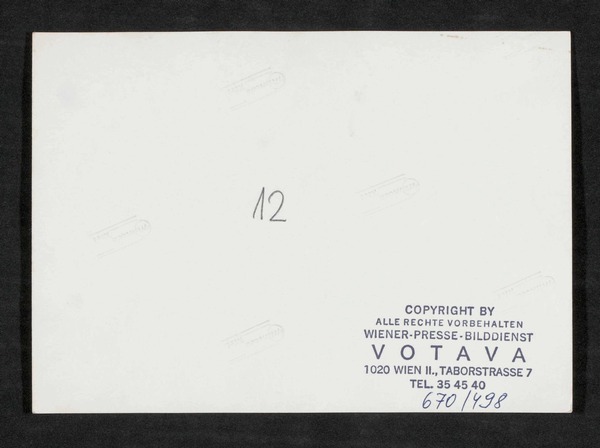 12
COPYRIGHT BY
ALLE RECHTE VORBEHALTEN
WIENER-PRESSE-BILDDIENST
VOTAVA
1020 WIEN II., TABORSTRASSE 7
TEL. 35 45 40
670/498